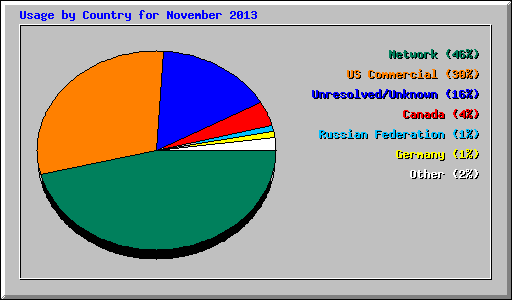 Usage by Country for November 2013
Network (46%)
US Commercial (30%)
Unresolved/Unknown (16%)
Canada (4%)
Russian Federation (1%)
Germany (1%)
Other (2%)